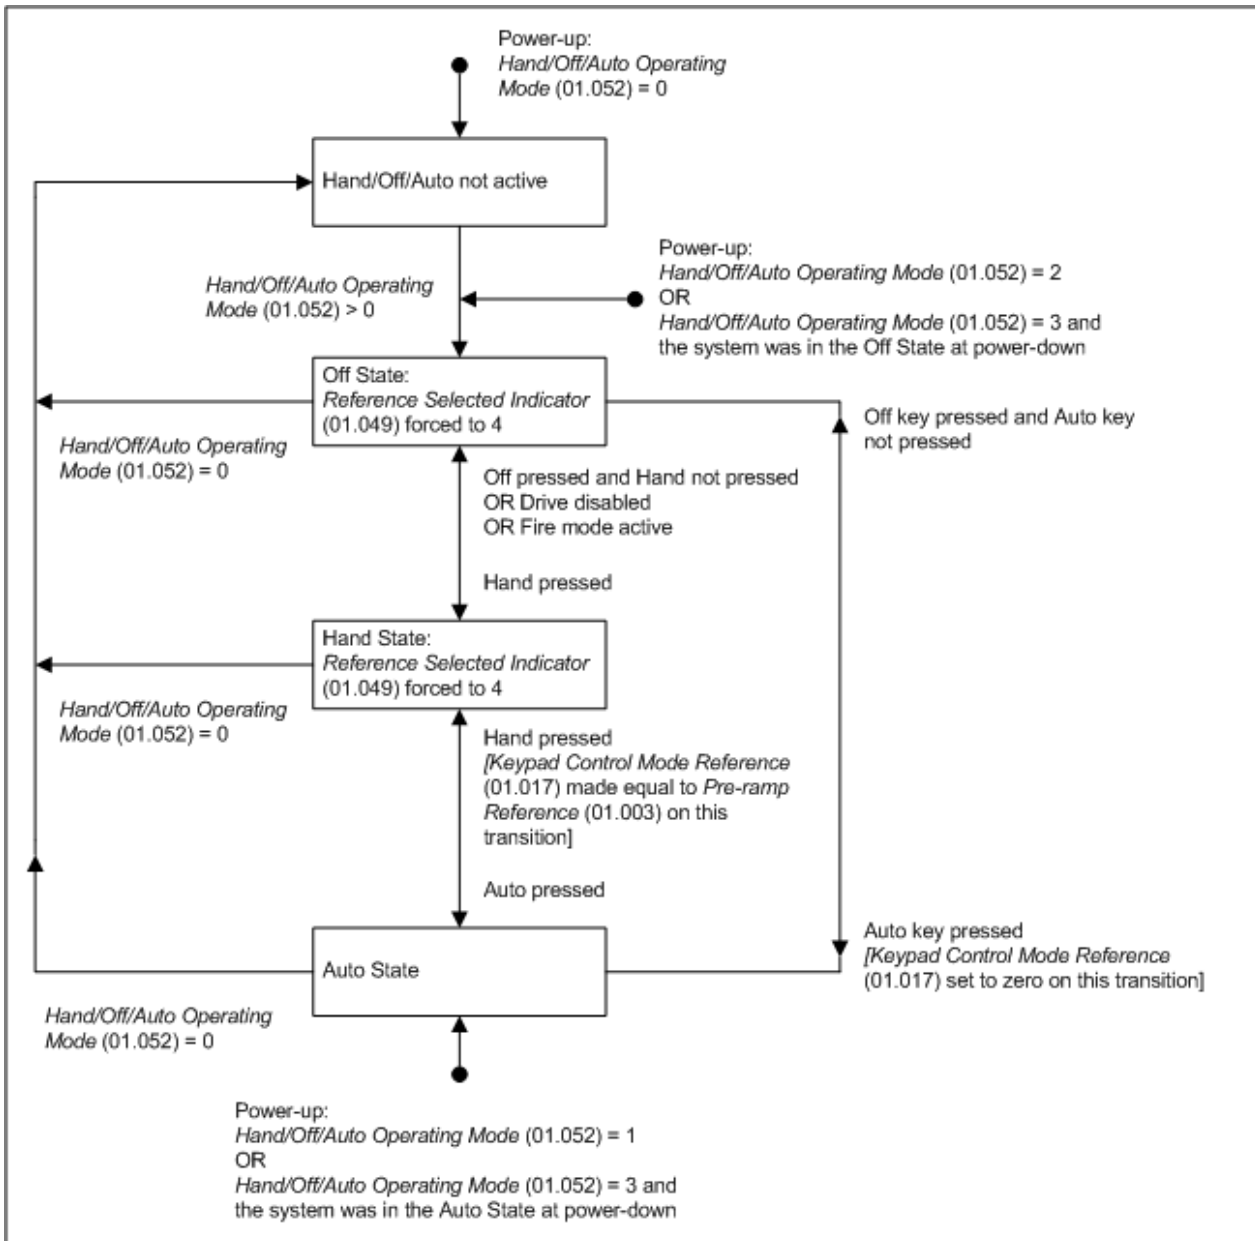 Power-up:
Hand/Off/Auto Operating
Mode (01.052) = 0
Hand/Off/Auto not active
Hand/Off/Auto Operating
Mode (01.052) > 0
Power-up:
Hand/Off/Auto Operating Mode (01.052) = 2
OR
Hand/Off/Auto Operating Mode (01.052) = 3 and
the system was in the Off State at power-down
Off State:
Reference Selected Indicator
(01.049) forced to 4
Hand/Off/Auto Operating
Mode (01.052) = 0
Off key pressed and Auto key
not pressed
Off pressed and Hand not pressed
OR Drive disabled
OR Fire mode active
Hand pressed
Hand State:
Reference Selected Indicator
(01.049) forced to 4
Hand/Off/Auto Operating
Mode (01.052) = 0
Hand pressed
[Keypad Control Mode Reference
(01.017) made equal to Pre-ramp
Reference (01.003) on this
transition]
Auto pressed
Auto State
Auto key pressed
[Keypad Control Mode Reference
(01.017) set to zero on this transition]
Hand/Off/Auto Operating
Mode (01.052) = 0
Power-up:
Hand/Off/Auto Operating Mode (01.052) = 1
OR
Hand/Off/Auto Operating Mode (01.052) = 3 and
the system was in the Auto State at power-down